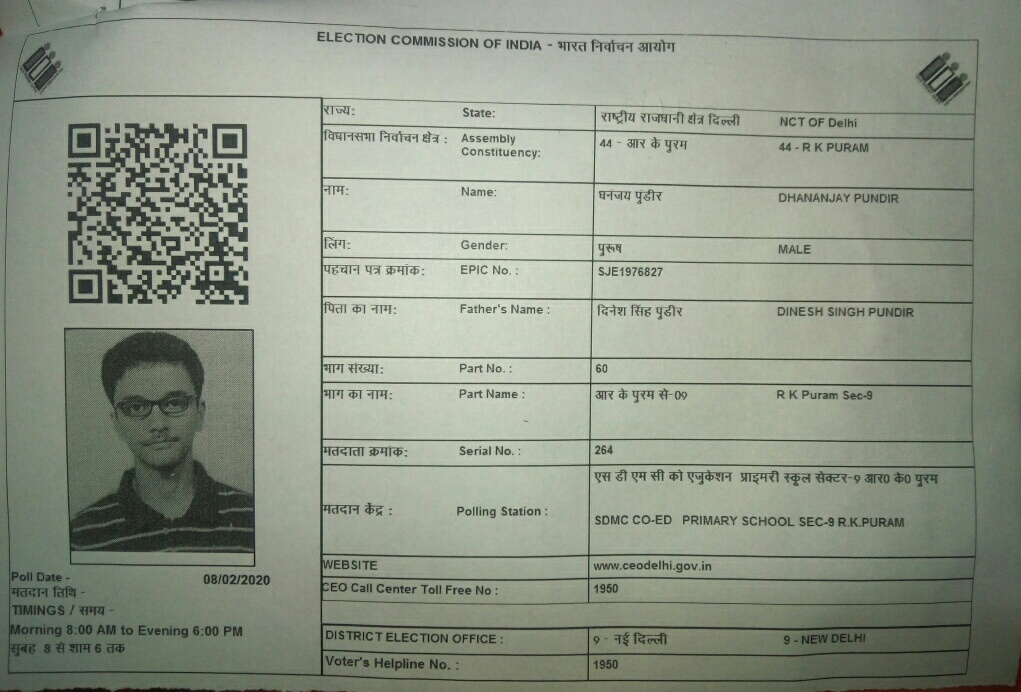 ELECTION COMMISSION OF INDIA - भारत निर्वाचन आयोग
राज्य: State: राष्ट्रीय राजधानी क्षेत्र दिल्ली NCT OF Delhi
विधानसभा निर्वाचन क्षेत्र : Assembly Constituency: 44 - आर के पुरम 44 - R K PURAM
नाम: Name: धनंजय पुंडीर DHANANJAY PUNDIR
लिंग: Gender: पुरूष MALE
पहचान पत्र क्रमांक: EPIC No. : SJE1976827
पिता का नाम: Father's Name : दिनेश सिंह पुंडीर DINESH SINGH PUNDIR
भाग संख्या: Part No. : 60
भाग का नाम: Part Name : आर के पुरम से-09 R K Puram Sec-9
मतदाता क्रमांक: Serial No. : 264
मतदान केंद्र : Polling Station : एस डी एम सी को एजुकेशन प्राइमरी स्कूल सेक्टर-9 आर0 के0 पुरम
SDMC CO-ED PRIMARY SCHOOL SEC-9 R.K.PURAM
WEBSITE www.ceodelhi.gov.in
CEO Call Center Toll Free No : 1950
DISTRICT ELECTION OFFICE : 9 - नई दिल्ली 9 - NEW DELHI
Voter's Helpline No. : 1950
Poll Date - 08/02/2020
मतदान तिथि -
TIMINGS / समय -
Morning 8:00 AM to Evening 6:00 PM
सुबह 8 से शाम 6 तक